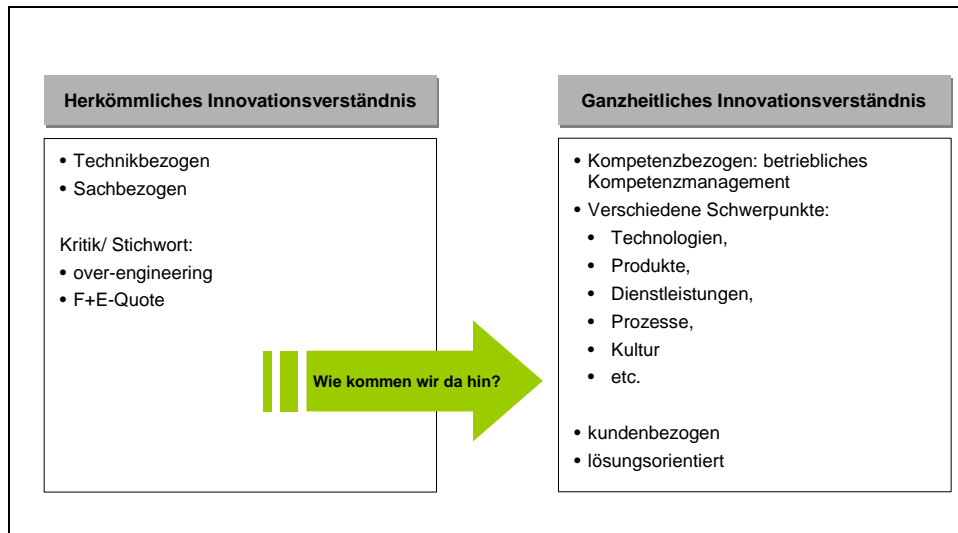 Herkömmliches Innovationsverständnis
• Technikbezogen
• Sachbezogen
Kritik/ Stichwort:
• over-engineering
• F+E-Quote
Wie kommen wir da hin?
Ganzheitliches Innovationsverständnis
• Kompetenzbezogen: betriebliches
Kompetenzmanagement
• Verschiedene Schwerpunkte:
• Technologien,
• Produkte,
• Dienstleistungen,
• Prozesse,
• Kultur
• etc.
• kundenbezogen
• lösungsorientiert